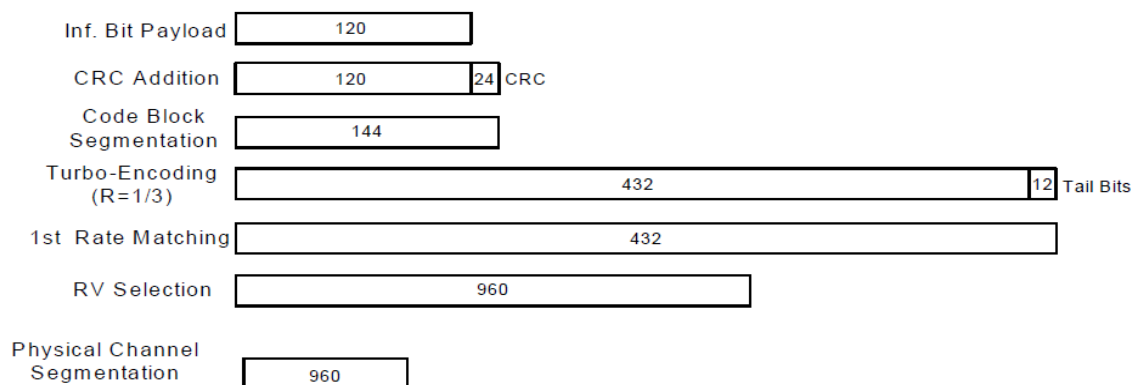 Inf. Bit Payload 120
CRC Addition 120 24 CRC
Code Block
Segmentation 144
Turbo-Encoding
(R=1/3) 432 12 Tail Bits
1st Rate Matching 432
RV Selection 960
Physical Channel
Segmentation 960